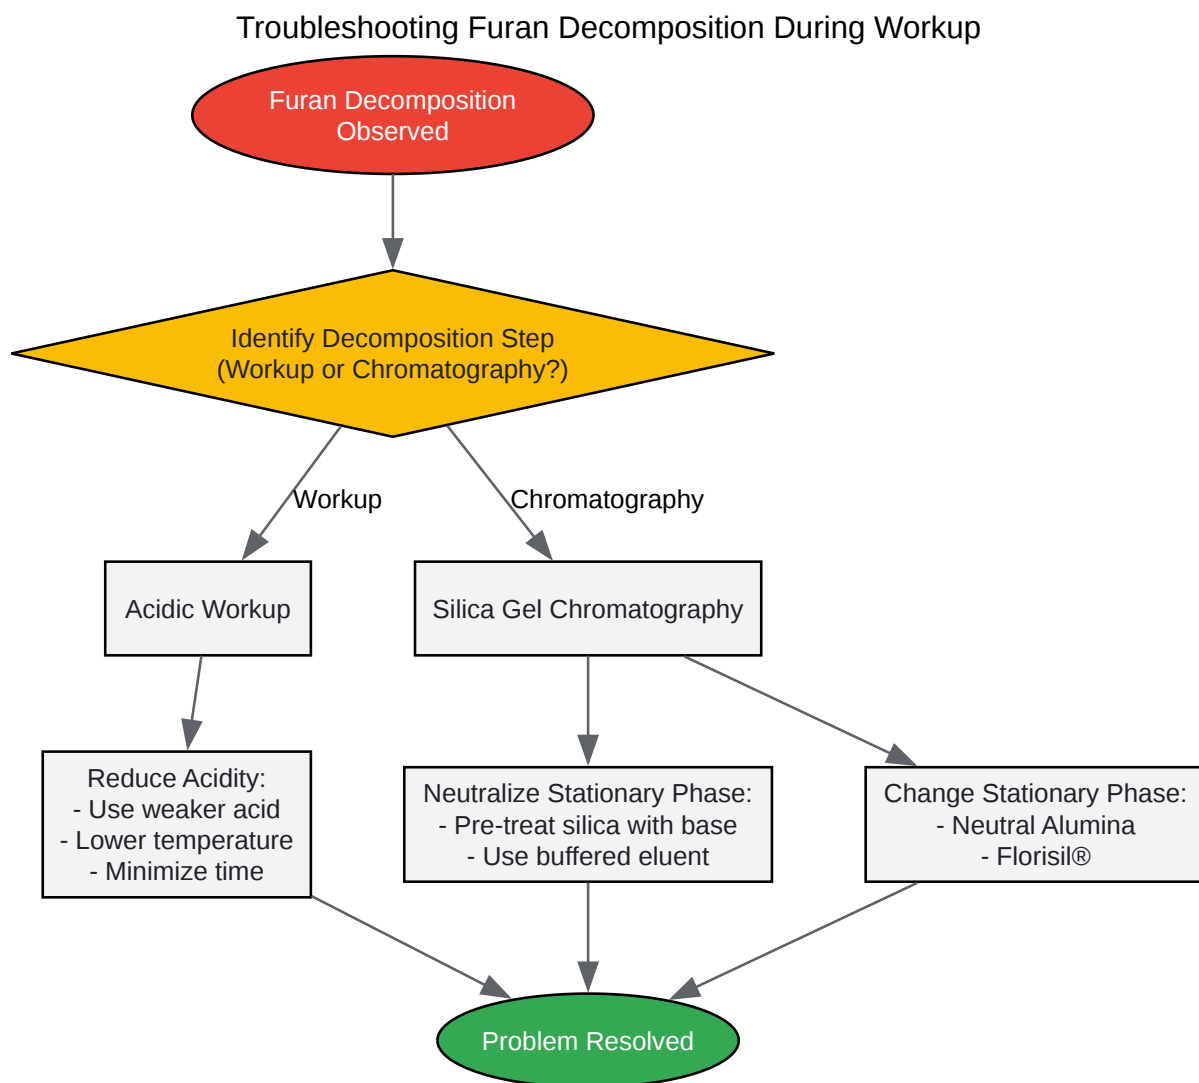 Troubleshooting Furan Decomposition During Workup
Furan Decomposition
Observed
Identify Decomposition Step
(Workup or Chromatography?)
Workup
Chromatography
Acidic Workup
Silica Gel Chromatography
Reduce Acidity:
- Use weaker acid
- Lower temperature
- Minimize time
Neutralize Stationary Phase:
- Pre-treat silica with base
- Use buffered eluent
Change Stationary Phase:
- Neutral Alumina
- Florisil®
Problem Resolved